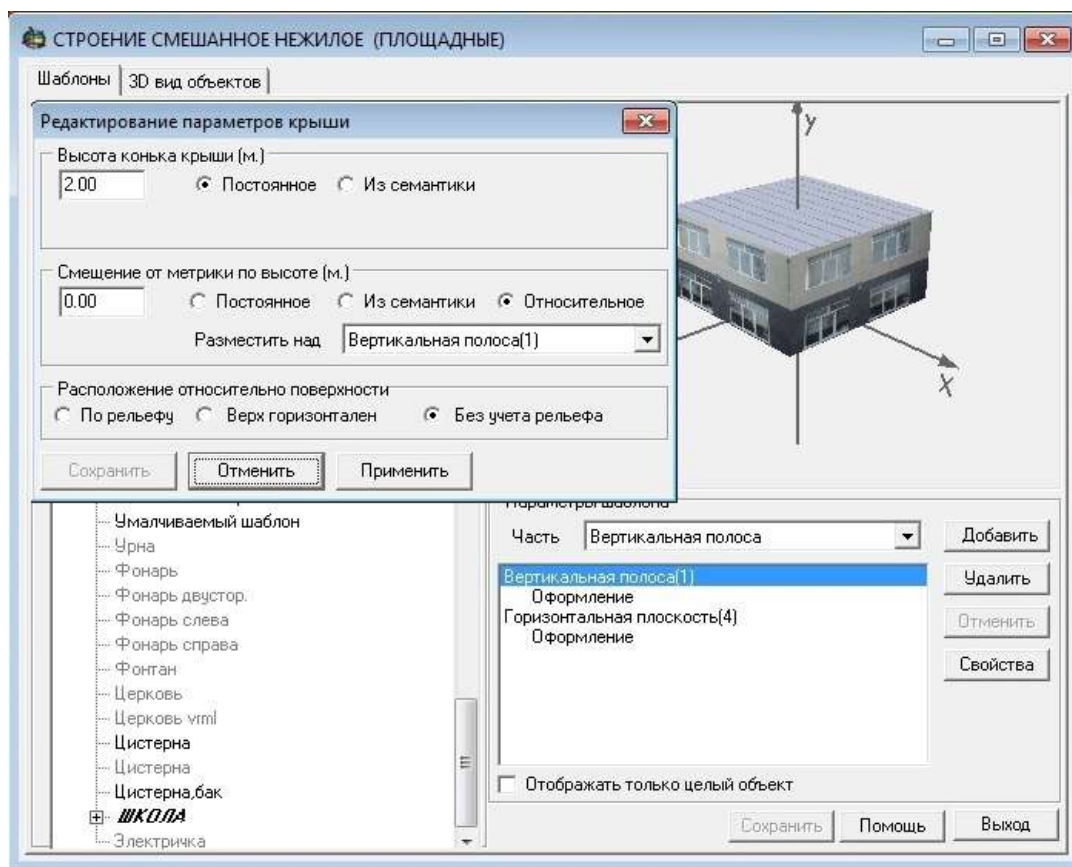 СТРОЕНИЕ СМЕШАННОЕ НЕЖИЛОЕ (ПЛОЩАДНЫЕ)
Шаблоны 3D вид объектов
Редактирование параметров крыши
Высота конька крыши (м.)
2.00 Постоянное Из семантики
Смещение от метрики по высоте (м.)
0.00 Постоянное Из семантики Относительное
Разместить над Вертикальная полоса(1)
Расположение относительно поверхности
По рельефу Верх горизонтален Без учета рельефа
Сохранить Отменить Применить
y
X
Умалчиваемый шаблон
Урна
Фонарь
Фонарь двустор.
Фонарь слева
Фонарь справа
Фонтан
Церковь
Церковь vrml
Цистерна
Цистерна
Цистерна,бак
ШКОЛА
Электричка
Параметры шаблона
Часть Вертикальная полоса Добавить
Вертикальная полоса(1) Удалить
Оформление
Горизонтальная плоскость(4) Отменить
Оформление
Свойства
Отображать только целый объект
Сохранить Помощь Выход